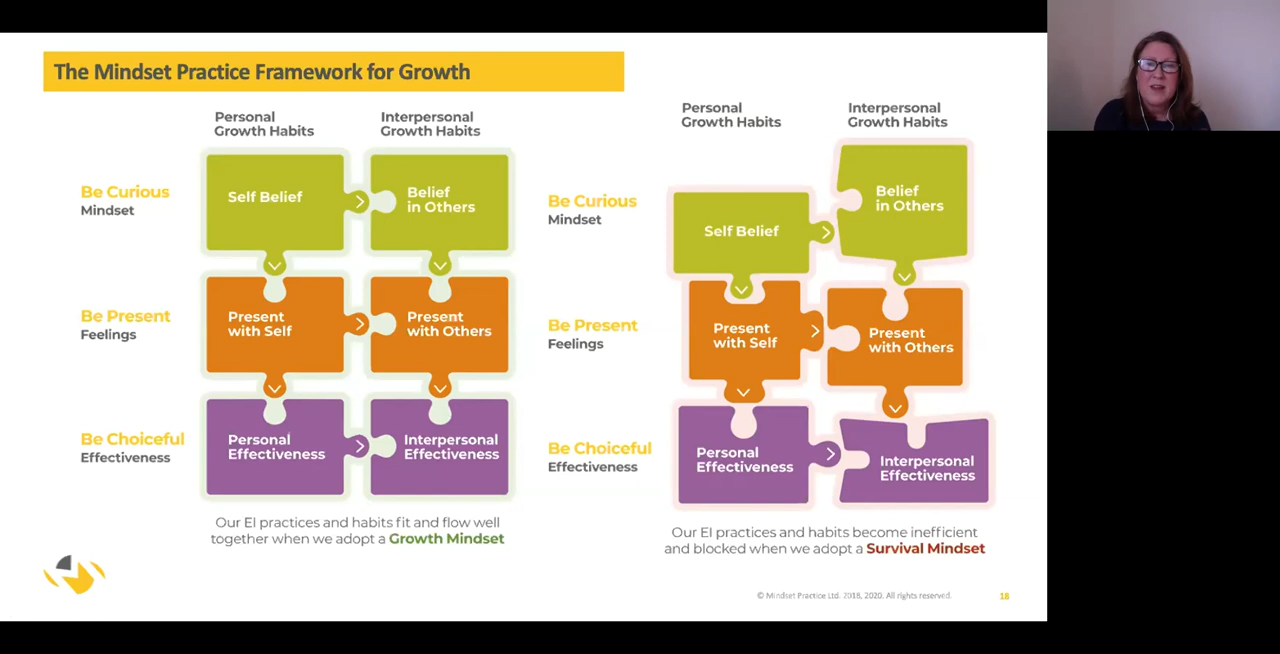 The Mindset Practice Framework for Growth
Personal
Growth Habits
Interpersonal
Growth Habits
Be Curious
Mindset
Self Belief
Belief
in Others
Be Present
Feelings
Present
with Self
Present
with Others
Be Choiceful
Effectiveness
Personal
Effectiveness
Interpersonal
Effectiveness
Our EI practices and habits fit and flow well
together when we adopt a Growth Mindset
Personal
Growth Habits
Interpersonal
Growth Habits
Be Curious
Mindset
Self Belief
Belief
in Others
Be Present
Feelings
Present
with Self
Present
with Others
Be Choiceful
Effectiveness
Personal
Effectiveness
Interpersonal
Effectiveness
Our EI practices and habits become inefficient
and blocked when we adopt a Survival Mindset
© Mindset Practice Ltd. 2018, 2020. All rights reserved.
18